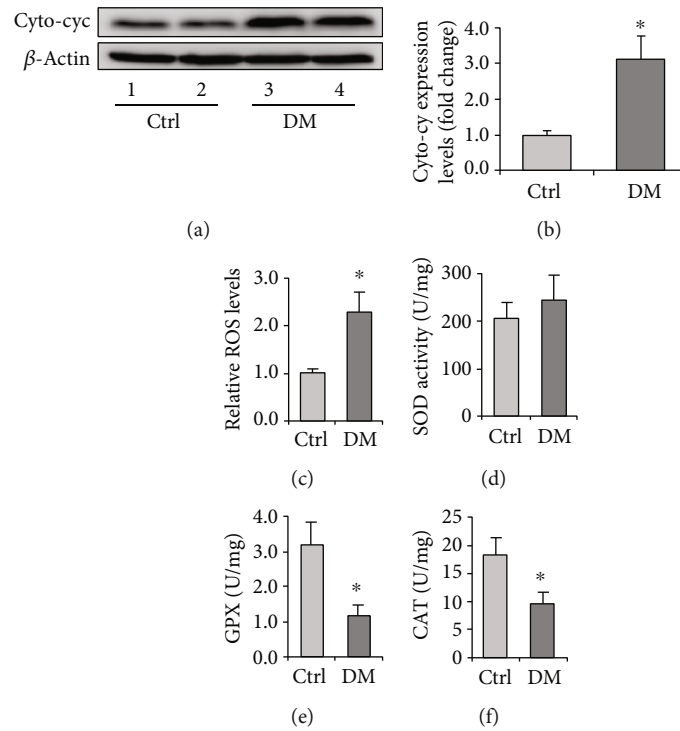 Cyto-cyc
β-Actin
1 2 3 4
Ctrl DM
(a)
Cyto-cy expression
levels (fold change)
4.0
3.0
2.0
1.0
0.0
*
Ctrl DM
(b)
Relative ROS levels
3.0
2.0
1.0
0.0
*
Ctrl DM
(c)
SOD activity (U/mg)
300
200
100
0
Ctrl DM
(d)
GPX (U/mg)
4.0
3.0
2.0
1.0
0.0
*
Ctrl DM
(e)
CAT (U/mg)
25
20
15
10
5
0
*
Ctrl DM
(f)